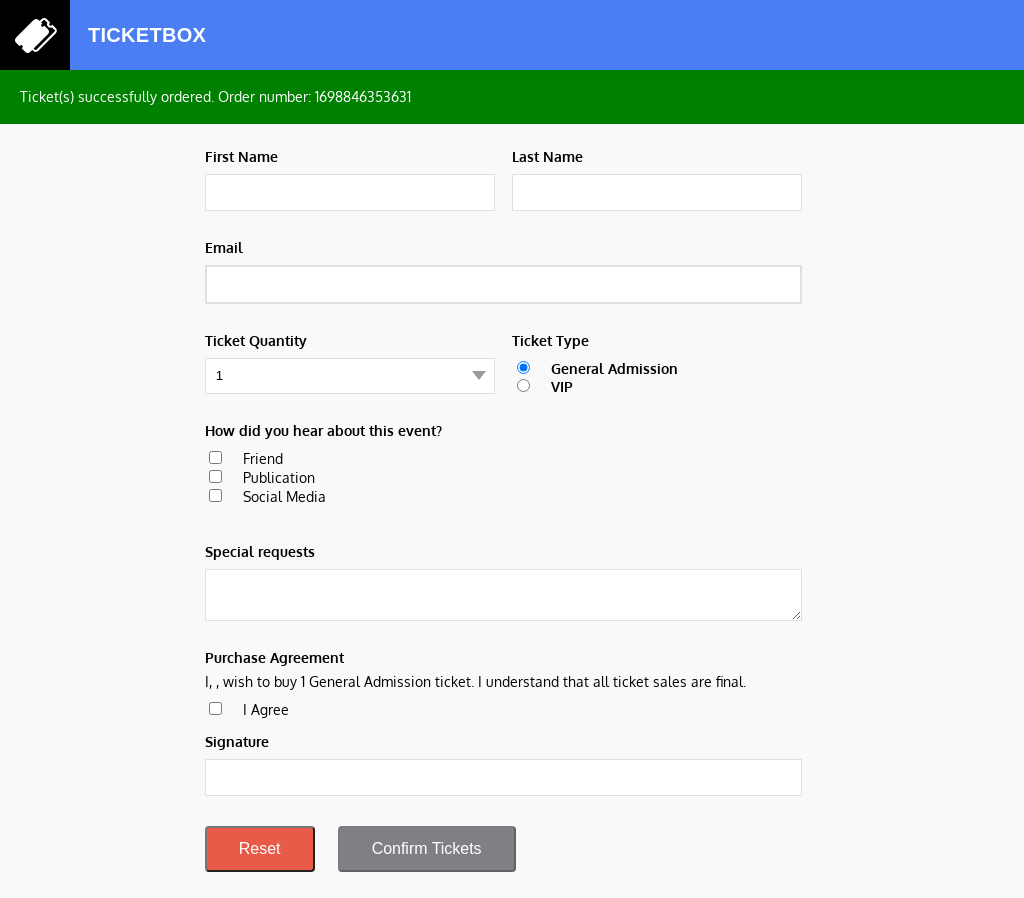 TICKETBOX
Ticket(s) successfully ordered. Order number: 1698846353631
First Name
Last Name
Email
Ticket Quantity
Ticket Type
1
General Admission
VIP
How did you hear about this event?
Friend
Publication
Social Media
Special requests
Purchase Agreement
I, , wish to buy 1 General Admission ticket. I understand that all ticket sales are final.
I Agree
Signature
Reset
Confirm Tickets